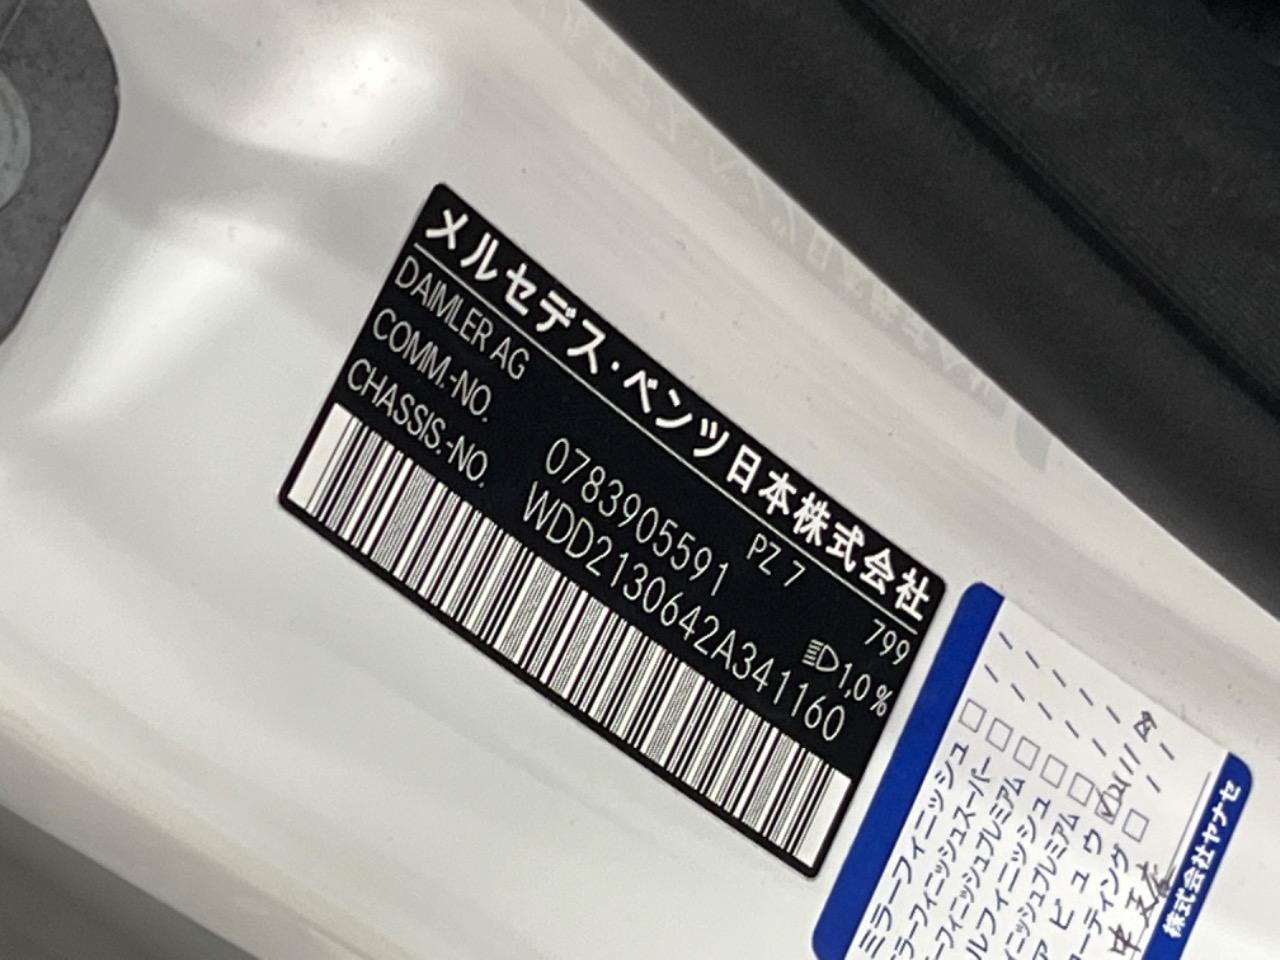 メルセデス・ベンツ日本株式会社
DAIMLER AG
PZ 7
799
COMM.-NO.
0783905591
1,0 %
CHASSIS.-NO.
WDD2130642A341160
ミラーフィニッシュ
ラーフィニッシュスーパー
ーフィニッシュプレミアム
ルフィニッシュ
ニッシュプレミアム
ア ビ ュ ウ
コーティング
株式会社ヤナセ